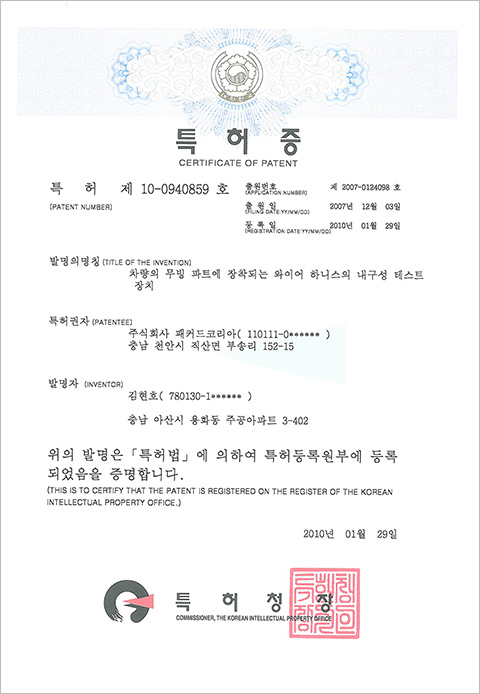 특허증
CERTIFICATE OF PATENT
특 허 제 10-0940859 호
(PATENT NUMBER)
출원번호 제 2007-0124098 호
(APPLICATION NUMBER)
출원일 2007년 12월 03일
(FILING DATE:YY/MM/DD)
등록일 2010년 01월 29일
(REGISTRATION DATE:YY/MM/DD)
발명의명칭 (TITLE OF THE INVENTION)
차량의 무빙 파트에 장착되는 와이어 하니스의 내구성 테스트
장치
특허권자 (PATENTEE)
주식회사 패커드코리아( 110111-0****** )
충남 천안시 직산면 부송리 152-15
발명자 (INVENTOR)
김현호( 780130-1****** )
충남 아산시 용화동 주공아파트 3-402
위의 발명은 「특허법」에 의하여 특허등록원부에 등록
되었음을 증명합니다.
(THIS IS TO CERTIFY THAT THE PATENT IS REGISTERED ON THE REGISTER OF THE KOREAN
INTELLECTUAL PROPERTY OFFICE.)
2010년 01월 29일
특 허 청 장
COMMISSIONER, THE KOREAN INTELLECTUAL PROPERTY OFFICE